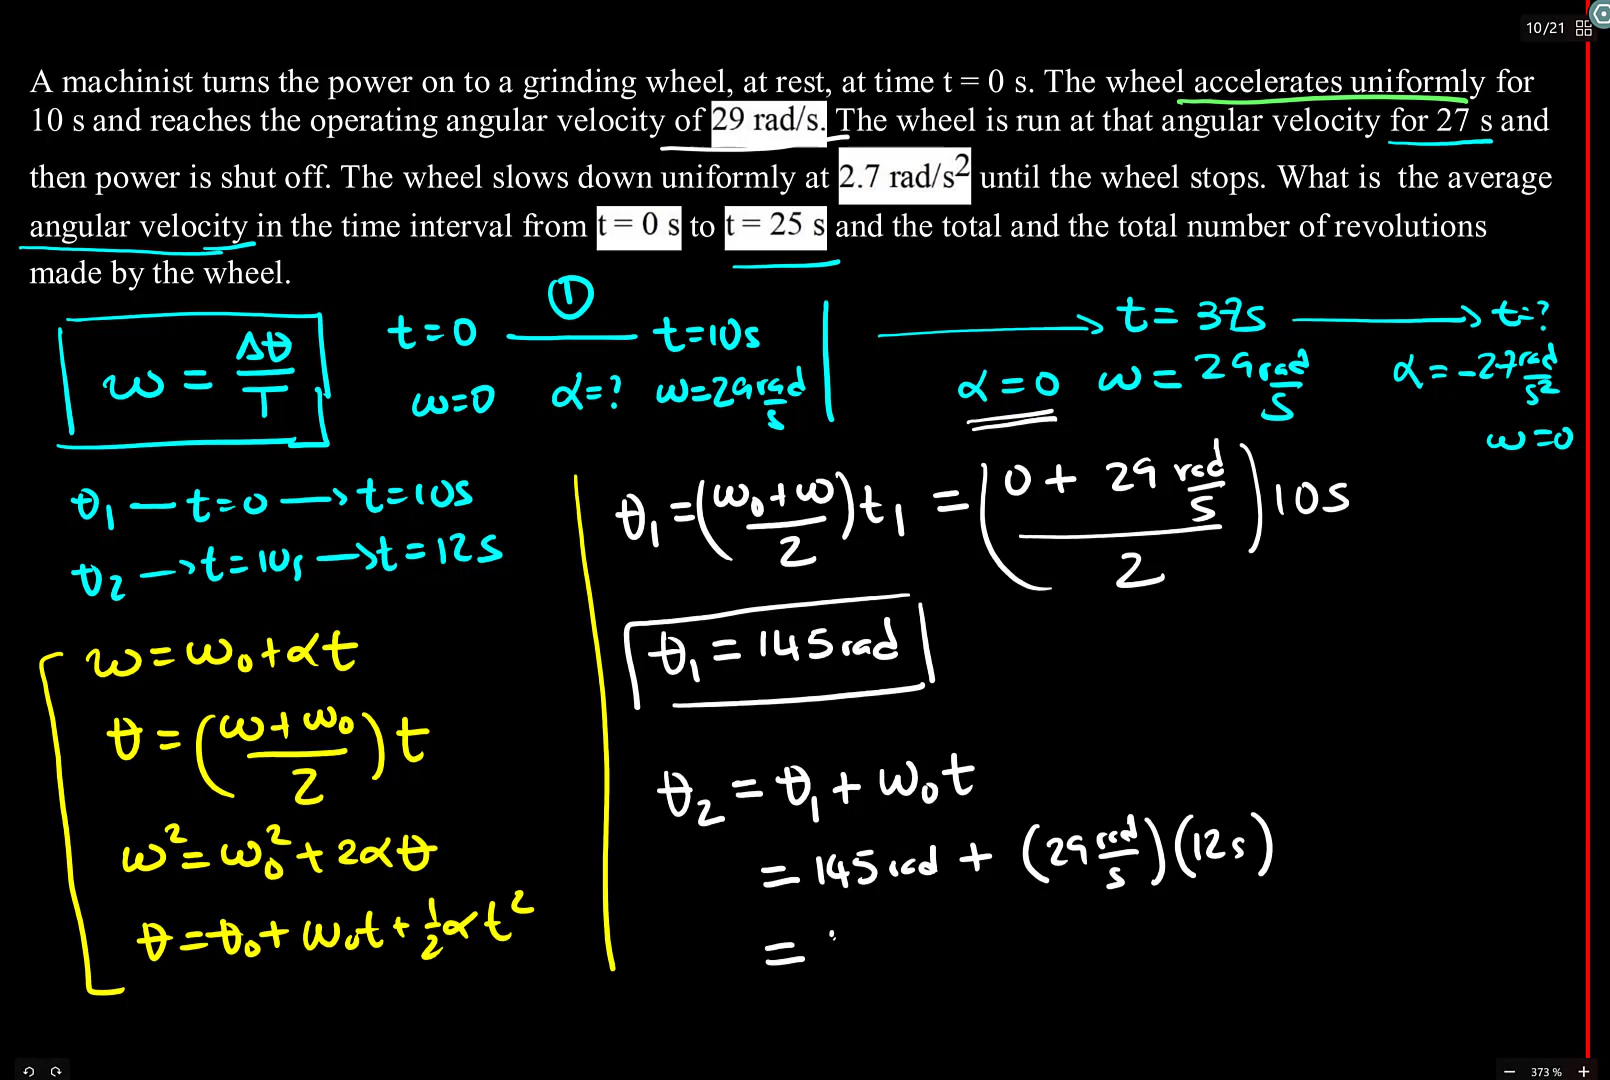 10/21
A machinist turns the power on to a grinding wheel, at rest, at time t = 0 s. The wheel accelerates uniformly for
10 s and reaches the operating angular velocity of 29 rad/s. The wheel is run at that angular velocity for 27 s and
then power is shut off. The wheel slows down uniformly at 2.7 rad/s² until the wheel stops. What is the average
angular velocity in the time interval from t = 0 s to t = 25 s and the total and the total number of revolutions
made by the wheel.
ω = Δθ/T
①
t=0 — t=10s
ω=0 α=? ω=29 rad/s
→ t= 37s → t=?
α=0 ω=29 rad/s α=-2.7 rad/s²
ω=0
θ₁ — t=0 → t=10s
θ₂ → t=10s → t=12s
ω=ω₀+αt
θ=((ω+ω₀)/2)t
ω²=ω₀²+2αθ
θ=θ₀+ω₀t+½αt²
θ₁=((ω₀+ω)/2)t₁ = ((0+29 rad/s)/2)10s
θ₁ = 145 rad
θ₂ = θ₁ + ω₀t
= 145 rad + (29 rad/s)(12s)
=
373 %